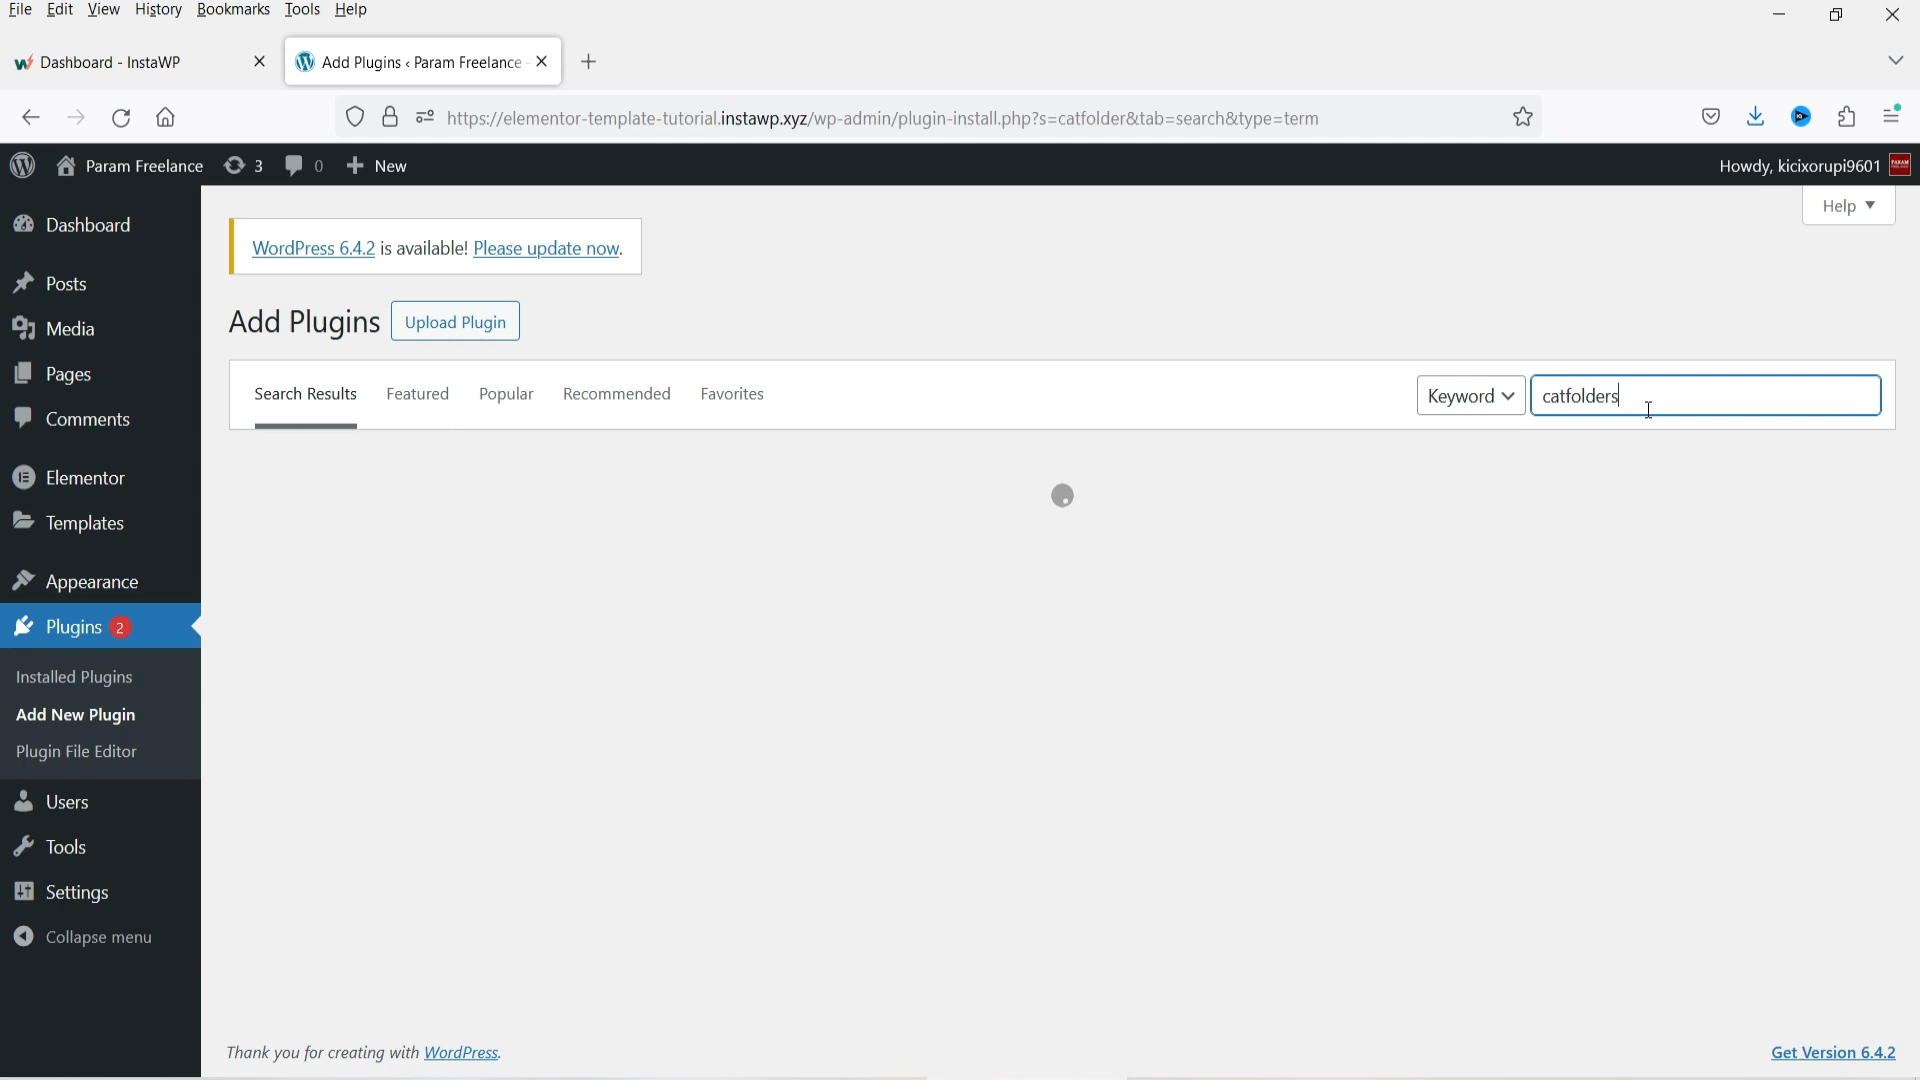 File Edit View History Bookmarks Tools Help
Dashboard - InstaWP
Add Plugins ‹ Param Freelance -
https://elementor-template-tutorial.instawp.xyz/wp-admin/plugin-install.php?s=catfolder&tab=search&type=term
Param Freelance 3 0 New
Howdy, kicixorupi9601
Help
Dashboard
Posts
Media
Pages
Comments
Elementor
Templates
Appearance
Plugins 2
Installed Plugins
Add New Plugin
Plugin File Editor
Users
Tools
Settings
Collapse menu
WordPress 6.4.2 is available! Please update now.
Add Plugins Upload Plugin
Search Results Featured Popular Recommended Favorites
Keyword catfolders
Thank you for creating with WordPress.
Get Version 6.4.2